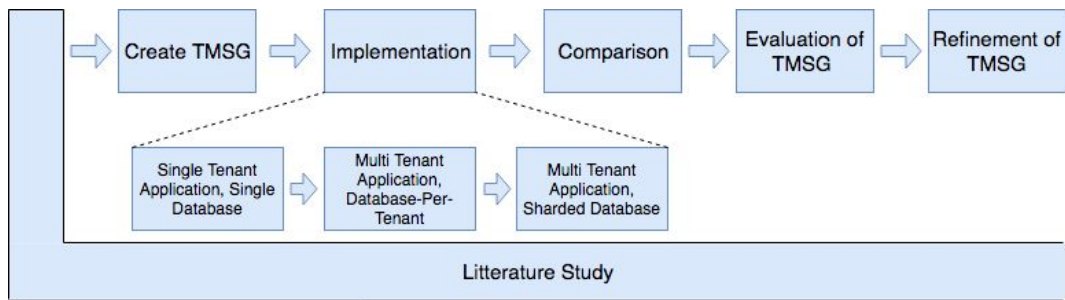 Create TMSG
Implementation
Comparison
Evaluation of
TMSG
Refinement of
TMSG
Single Tenant
Application, Single
Database
Multi Tenant
Application,
Database-Per-
Tenant
Multi Tenant
Application,
Sharded Database
Litterature Study